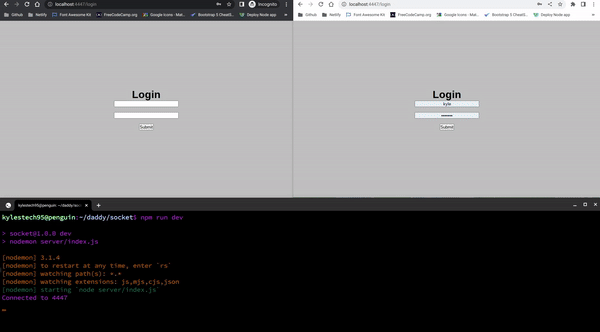 localhost:4447/login
Incognito
GitHub Netlify Font Awesome Kit FreeCodeCamp.org Google Icons - Mat... Bootstrap 5 CheatS... Deploy Node app
Login
Submit
localhost:4447/login
GitHub Netlify Font Awesome Kit FreeCodeCamp.org Google Icons - Mat... Bootstrap 5 CheatS... Deploy Node app
Login
kyle
••••••••
Submit
kylestech95@penguin: ~/daddy/socket
kylestech95@penguin:~/daddy/socket$ npm run dev
> socket@1.0.0 dev
> nodemon server/index.js
[nodemon] 3.1.4
[nodemon] to restart at any time, enter `rs`
[nodemon] watching path(s): *.*
[nodemon] watching extensions: js,mjs,cjs,json
[nodemon] starting `node server/index.js`
Connected to 4447